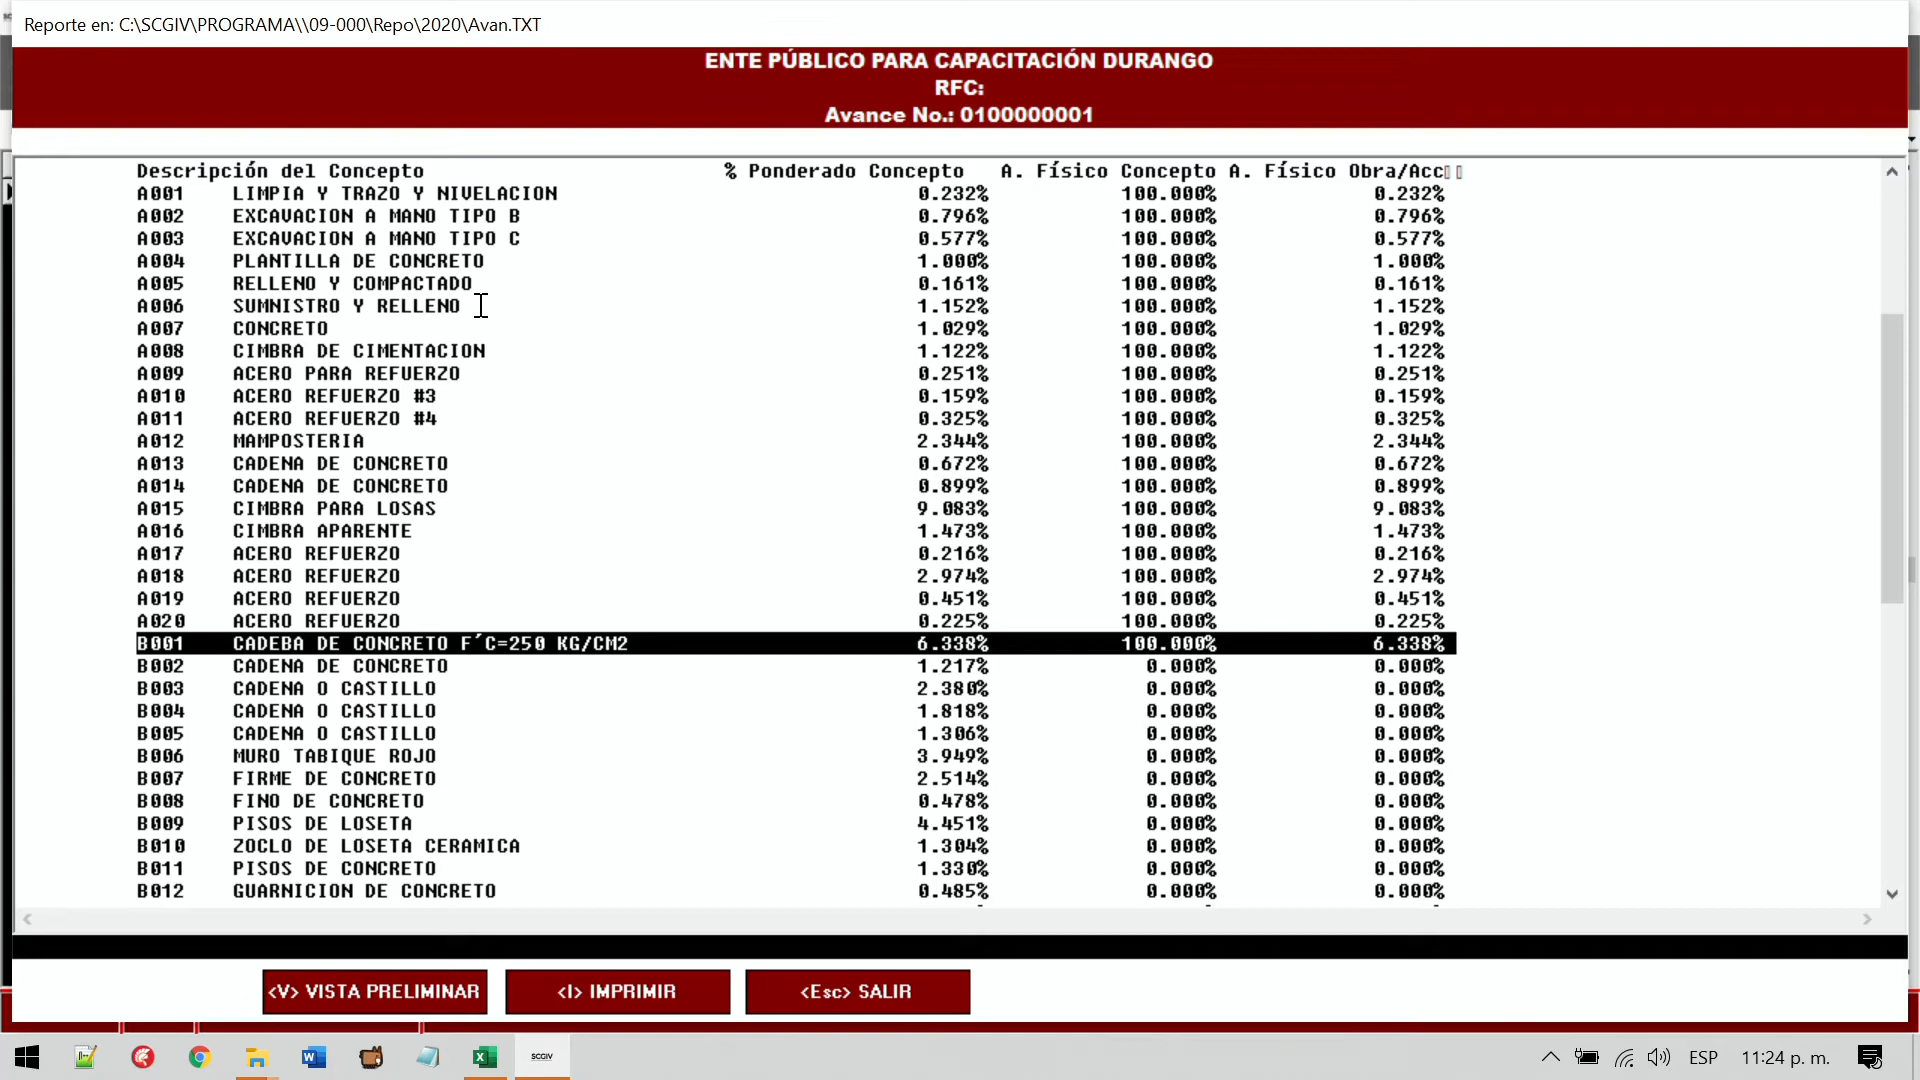 Reporte en: C:\SCGIV\PROGRAMA\\09-000\Repo\2020\Avan.TXT
ENTE PÚBLICO PARA CAPACITACIÓN DURANGO
RFC:
Avance No.: 0100000001
Descripción del Concepto % Ponderado Concepto A. Físico Concepto A. Físico Obra/Acc
A001 LIMPIA Y TRAZO Y NIVELACION 0.232% 100.000% 0.232%
A002 EXCAVACION A MANO TIPO B 0.796% 100.000% 0.796%
A003 EXCAVACION A MANO TIPO C 0.577% 100.000% 0.577%
A004 PLANTILLA DE CONCRETO 1.000% 100.000% 1.000%
A005 RELLENO Y COMPACTADO 0.161% 100.000% 0.161%
A006 SUMNISTRO Y RELLENO 1.152% 100.000% 1.152%
A007 CONCRETO 1.029% 100.000% 1.029%
A008 CIMBRA DE CIMENTACION 1.122% 100.000% 1.122%
A009 ACERO PARA REFUERZO 0.251% 100.000% 0.251%
A010 ACERO REFUERZO #3 0.159% 100.000% 0.159%
A011 ACERO REFUERZO #4 0.325% 100.000% 0.325%
A012 MAMPOSTERIA 2.344% 100.000% 2.344%
A013 CADENA DE CONCRETO 0.672% 100.000% 0.672%
A014 CADENA DE CONCRETO 0.899% 100.000% 0.899%
A015 CIMBRA PARA LOSAS 9.083% 100.000% 9.083%
A016 CIMBRA APARENTE 1.473% 100.000% 1.473%
A017 ACERO REFUERZO 0.216% 100.000% 0.216%
A018 ACERO REFUERZO 2.974% 100.000% 2.974%
A019 ACERO REFUERZO 0.451% 100.000% 0.451%
A020 ACERO REFUERZO 0.225% 100.000% 0.225%
B001 CADEBA DE CONCRETO F´C=250 KG/CM2 6.338% 100.000% 6.338%
B002 CADENA DE CONCRETO 1.217% 0.000% 0.000%
B003 CADENA O CASTILLO 2.380% 0.000% 0.000%
B004 CADENA O CASTILLO 1.818% 0.000% 0.000%
B005 CADENA O CASTILLO 1.306% 0.000% 0.000%
B006 MURO TABIQUE ROJO 3.949% 0.000% 0.000%
B007 FIRME DE CONCRETO 2.514% 0.000% 0.000%
B008 FINO DE CONCRETO 0.478% 0.000% 0.000%
B009 PISOS DE LOSETA 4.451% 0.000% 0.000%
B010 ZOCLO DE LOSETA CERAMICA 1.304% 0.000% 0.000%
B011 PISOS DE CONCRETO 1.330% 0.000% 0.000%
B012 GUARNICION DE CONCRETO 0.485% 0.000% 0.000%
<V> VISTA PRELIMINAR <I> IMPRIMIR <Esc> SALIR
SCGIV ESP 11:24 p. m.